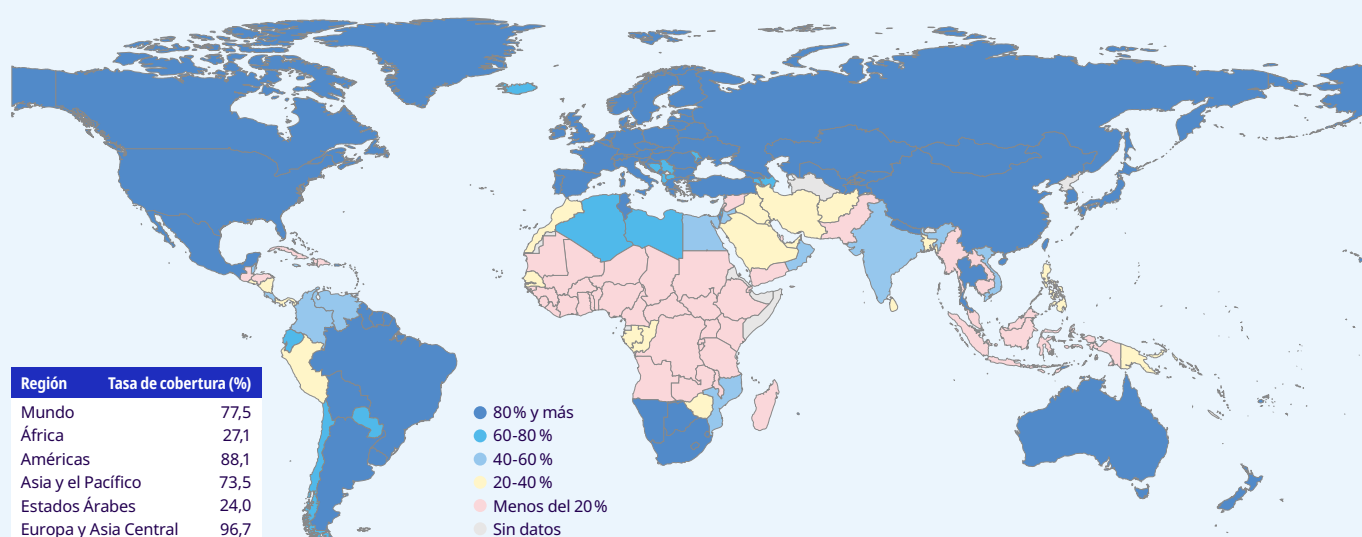 Región Tasa de cobertura (%)
Mundo 77,5
África 27,1
Américas 88,1
Asia y el Pacífico 73,5
Estados Árabes 24,0
Europa y Asia Central 96,7
80% y más
60-80%
40-60%
20-40%
Menos del 20%
Sin datos